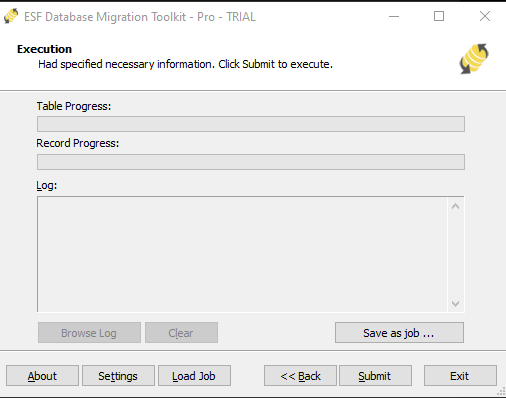 ESF Database Migration Toolkit - Pro - TRIAL
Execution
Had specified necessary information. Click Submit to execute.
Table Progress:
Record Progress:
Log:
Browse Log Clear Save as job ...
About Settings Load Job << Back Submit Exit